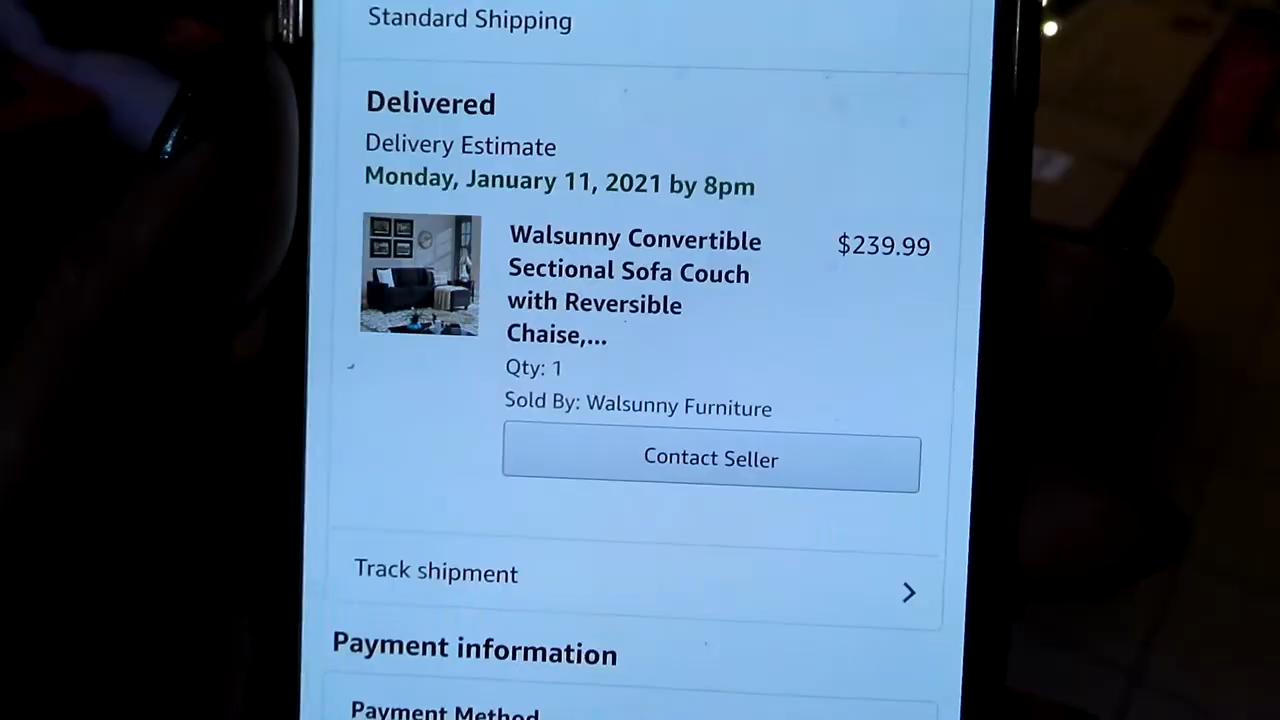 Standard Shipping
Delivered
Delivery Estimate
Monday, January 11, 2021 by 8pm
Walsunny Convertible
$239.99
Sectional Sofa Couch
with Reversible
Chaise,...
Qty: 1
Sold By: Walsunny Furniture
Contact Seller
Track shipment
Payment information
Payment Method